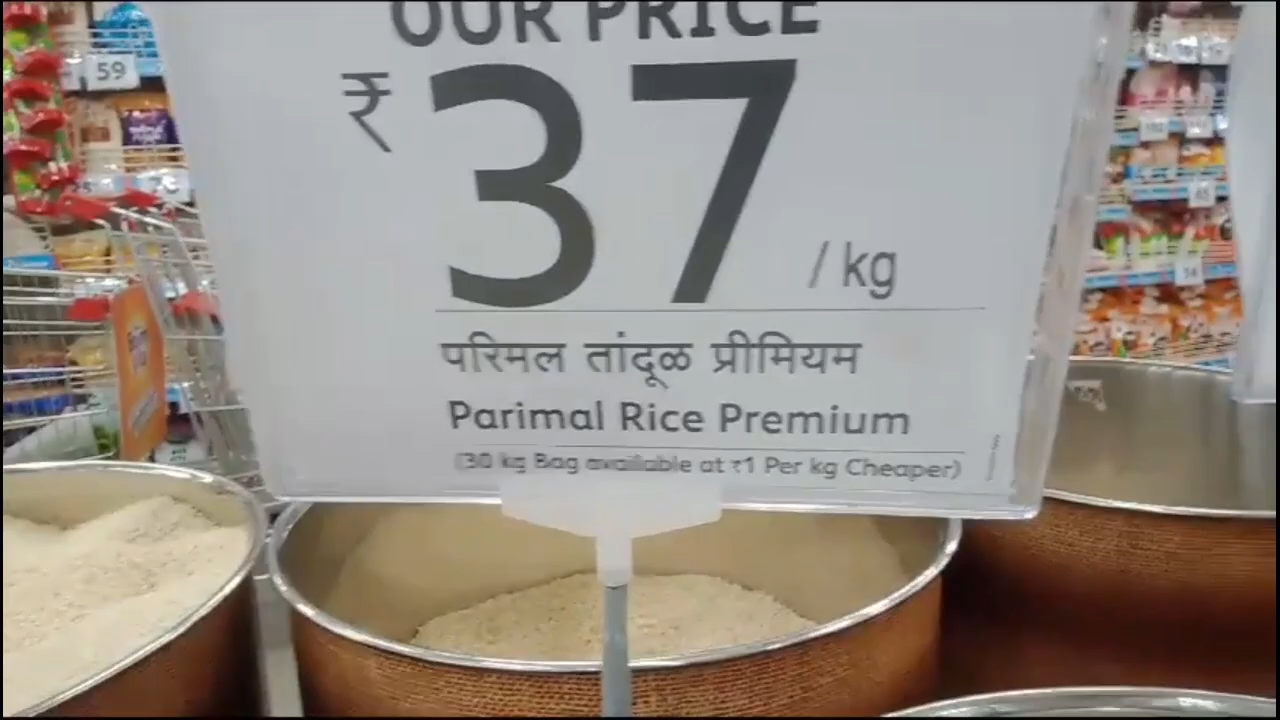 OUR PRICE
₹37 / kg
परिमल तांदूळ प्रीमियम
Parimal Rice Premium
(30 kg Bag available at ₹1 Per kg Cheaper)
59